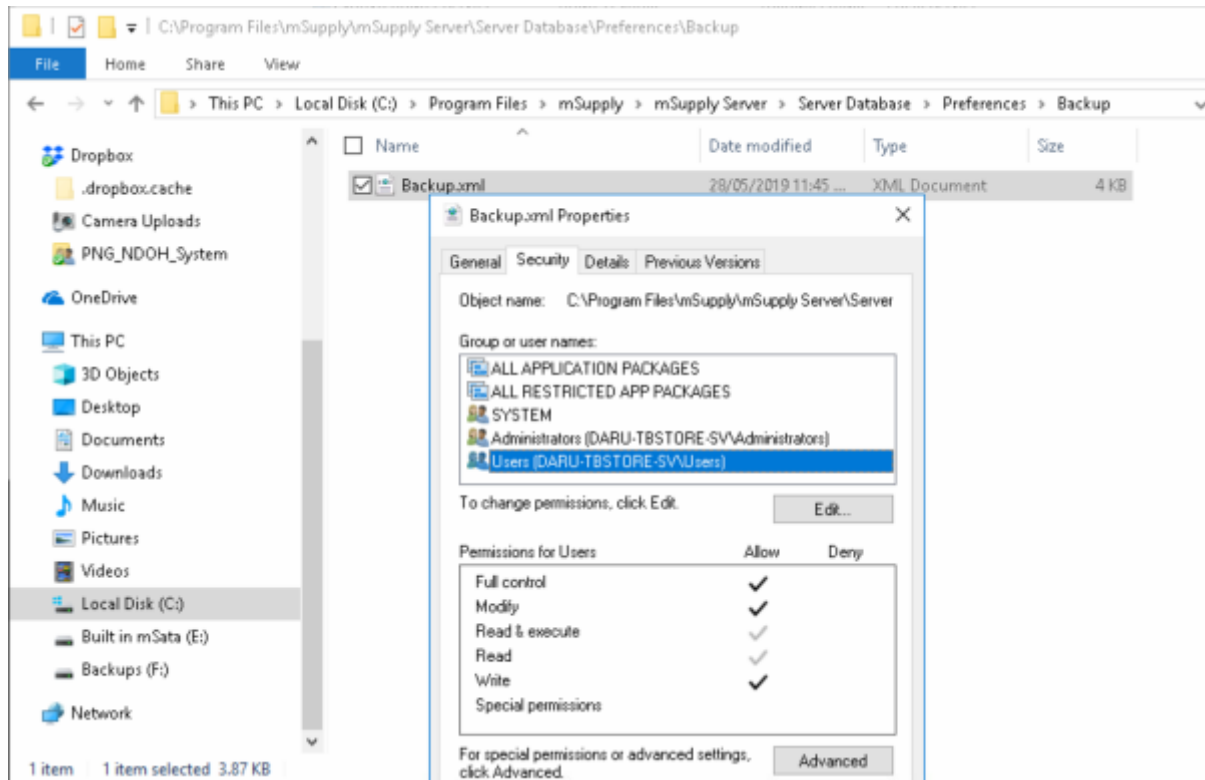 C:\Program Files\mSupply\mSupply Server\Server Database\Preferences\Backup
File Home Share View
This PC > Local Disk (C:) > Program Files > mSupply > mSupply Server > Server Database > Preferences > Backup
Name Date modified Type Size
Dropbox
.dropbox.cache
Camera Uploads
PNG_NDOH_System
OneDrive
This PC
3D Objects
Desktop
Documents
Downloads
Music
Pictures
Videos
Local Disk (C:)
Built in mSata (E:)
Backups (F:)
Network
1 item 1 item selected 3.87 KB
Backup.xml 28/05/2019 11:45 ... XML Document 4 KB
Backup.xml Properties
General Security Details Previous Versions
Object name: C:\Program Files\mSupply\mSupply Server\Server
Group or user names:
ALL APPLICATION PACKAGES
ALL RESTRICTED APP PACKAGES
SYSTEM
Administrators (DARU-TBSTORE-SV\Administrators)
Users (DARU-TBSTORE-SV\Users)
To change permissions, click Edit. Edit...
Permissions for Users Allow Deny
Full control
Modify
Read & execute
Read
Write
Special permissions
For special permissions or advanced settings,
click Advanced. Advanced